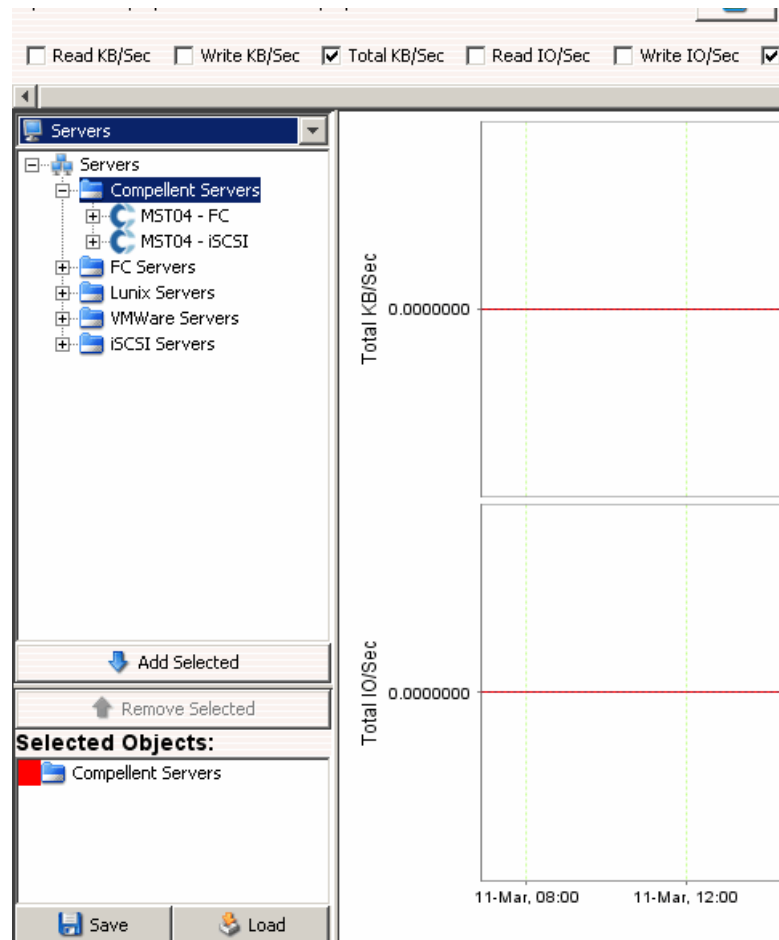 Read KB/Sec Write KB/Sec Total KB/Sec Read IO/Sec Write IO/Sec
Servers
Servers
Compellent Servers
MST04 - FC
MST04 - iSCSI
FC Servers
Lunix Servers
VMWare Servers
iSCSI Servers
Add Selected
Remove Selected
Selected Objects:
Compellent Servers
Save Load
Total KB/Sec
0.0000000
Total IO/Sec
0.0000000
11-Mar, 08:00 11-Mar, 12:00